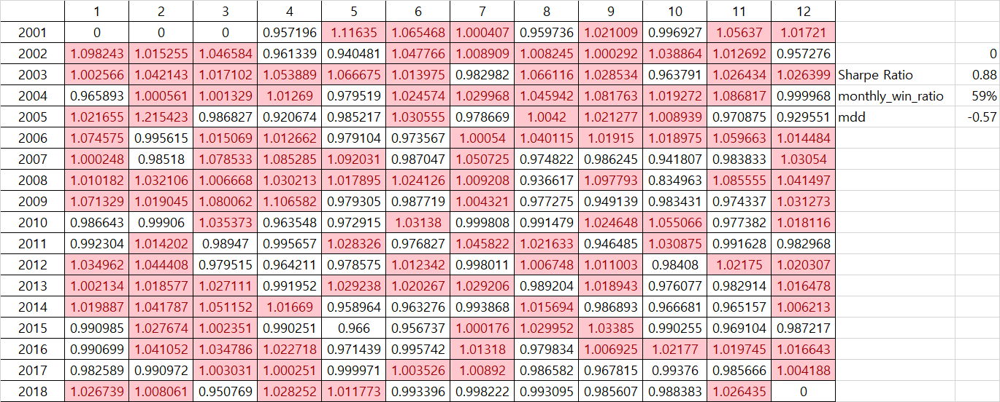 1 2 3 4 5 6 7 8 9 10 11 12
2001 0 0 0 0.957196 1.11635 1.065468 1.000407 0.959736 1.021009 0.996927 1.05637 1.01721
2002 1.098243 1.015255 1.046584 0.961339 0.940481 1.047766 1.008909 1.008245 1.000292 1.038864 1.012692 0.957276 0
2003 1.002566 1.042143 1.017102 1.053889 1.066675 1.013975 0.982982 1.066116 1.028534 0.963791 1.026434 1.026399 Sharpe Ratio 0.88
2004 0.965893 1.000561 1.001329 1.01269 0.979519 1.024574 1.029968 1.045942 1.081763 1.019272 1.086817 0.999968 monthly_win_ratio 59%
2005 1.021655 1.215423 0.986827 0.920674 0.985217 1.030555 0.978669 1.0042 1.021277 1.008939 0.970875 0.929551 mdd -0.57
2006 1.074575 0.995615 1.015069 1.012662 0.979104 0.973567 1.00054 1.040115 1.01915 1.018975 1.059663 1.014484
2007 1.000248 0.98518 1.078533 1.085285 1.092031 0.987047 1.050725 0.974822 0.986245 0.941807 0.983833 1.03054
2008 1.010182 1.032106 1.006668 1.030213 1.017895 1.024126 1.009208 0.936617 1.097793 0.834963 1.085555 1.041497
2009 1.071329 1.019045 1.080062 1.106582 0.979305 0.987719 1.004321 0.977275 0.949139 0.983431 0.974337 1.031273
2010 0.986643 0.99906 1.035373 0.963548 0.972915 1.03138 0.999808 0.991479 1.024648 1.055066 0.977382 1.018116
2011 0.992304 1.014202 0.98947 0.995657 1.028326 0.976827 1.045822 1.021633 0.946485 1.030875 0.991628 0.982968
2012 1.034962 1.044408 0.979515 0.964211 0.978575 1.012342 0.998011 1.006748 1.011003 0.98408 1.02175 1.020307
2013 1.002134 1.018577 1.027111 0.991952 1.029238 1.020267 1.029206 0.989204 1.018943 0.976077 0.982914 1.016478
2014 1.019887 1.041787 1.051152 1.01669 0.958964 0.963276 0.993868 1.015694 0.986893 0.966681 0.965157 1.006213
2015 0.990985 1.027674 1.002351 0.990251 0.966 0.956737 1.000176 1.029952 1.03385 0.990255 0.969104 0.987217
2016 0.990699 1.041052 1.034786 1.022718 0.971439 0.995742 1.01318 0.979834 1.006925 1.02177 1.019745 1.016643
2017 0.982589 0.990972 1.003031 1.000251 0.999971 1.003526 1.00892 0.986582 0.967815 0.99376 0.985666 1.004188
2018 1.026739 1.008061 0.950769 1.028252 1.011773 0.993396 0.998222 0.993095 0.985607 0.988383 1.026435 0